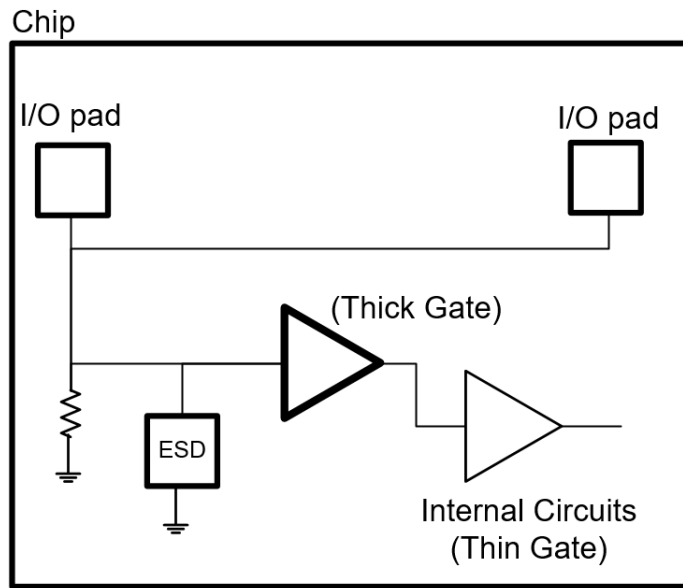 Chip
I/O pad
I/O pad
(Thick Gate)
ESD
Internal Circuits
(Thin Gate)